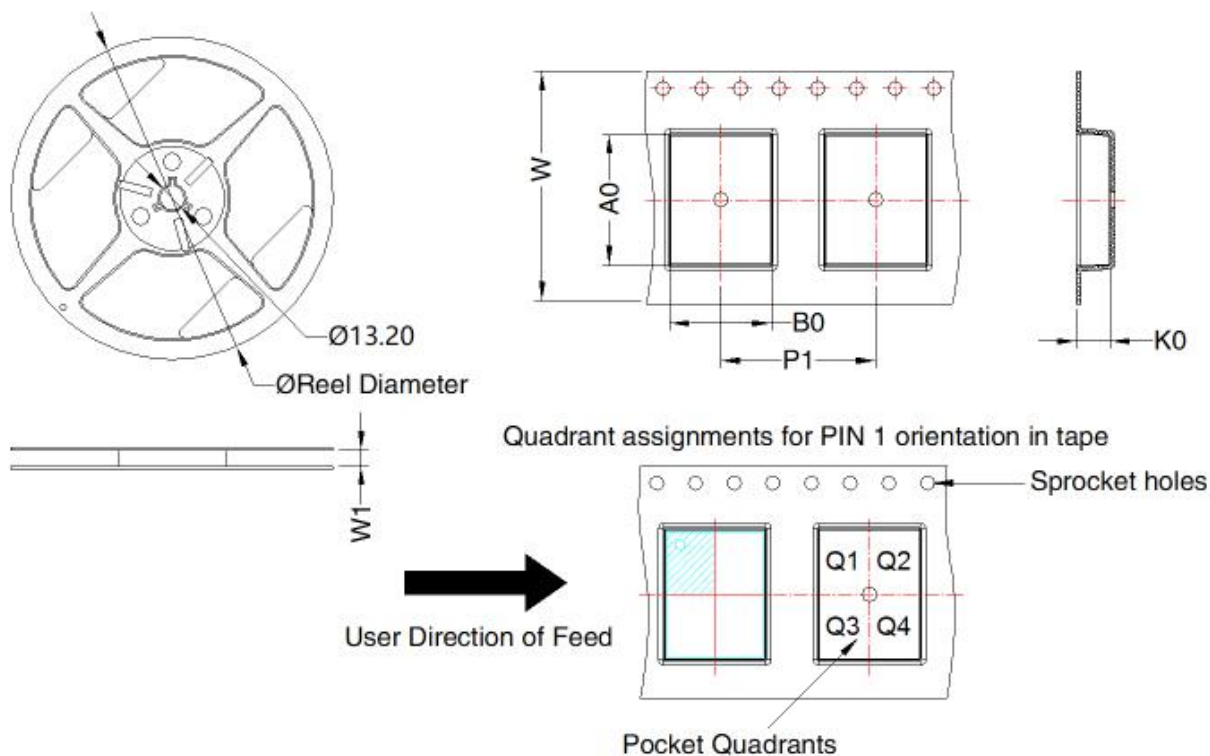 W
A0
B0
P1
K0
Ø13.20
ØReel Diameter
W1
Quadrant assignments for PIN 1 orientation in tape
Sprocket holes
Q1 Q2
Q3 Q4
User Direction of Feed
Pocket Quadrants